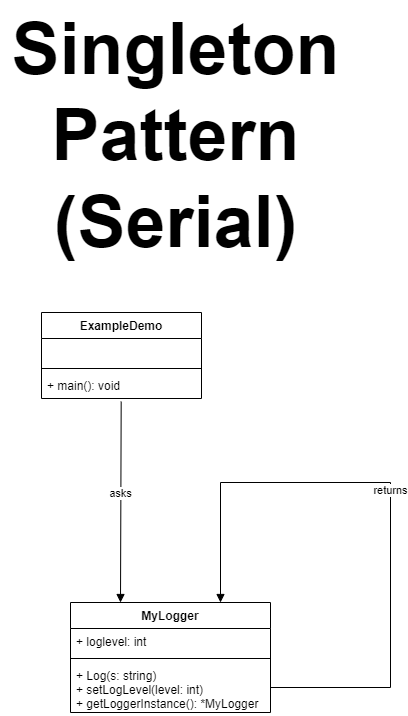 Singleton
Pattern
(Serial)
ExampleDemo
+ main(): void
asks
returns
MyLogger
+ loglevel: int
+ Log(s: string)
+ setLogLevel(level: int)
+ getLoggerInstance(): *MyLogger